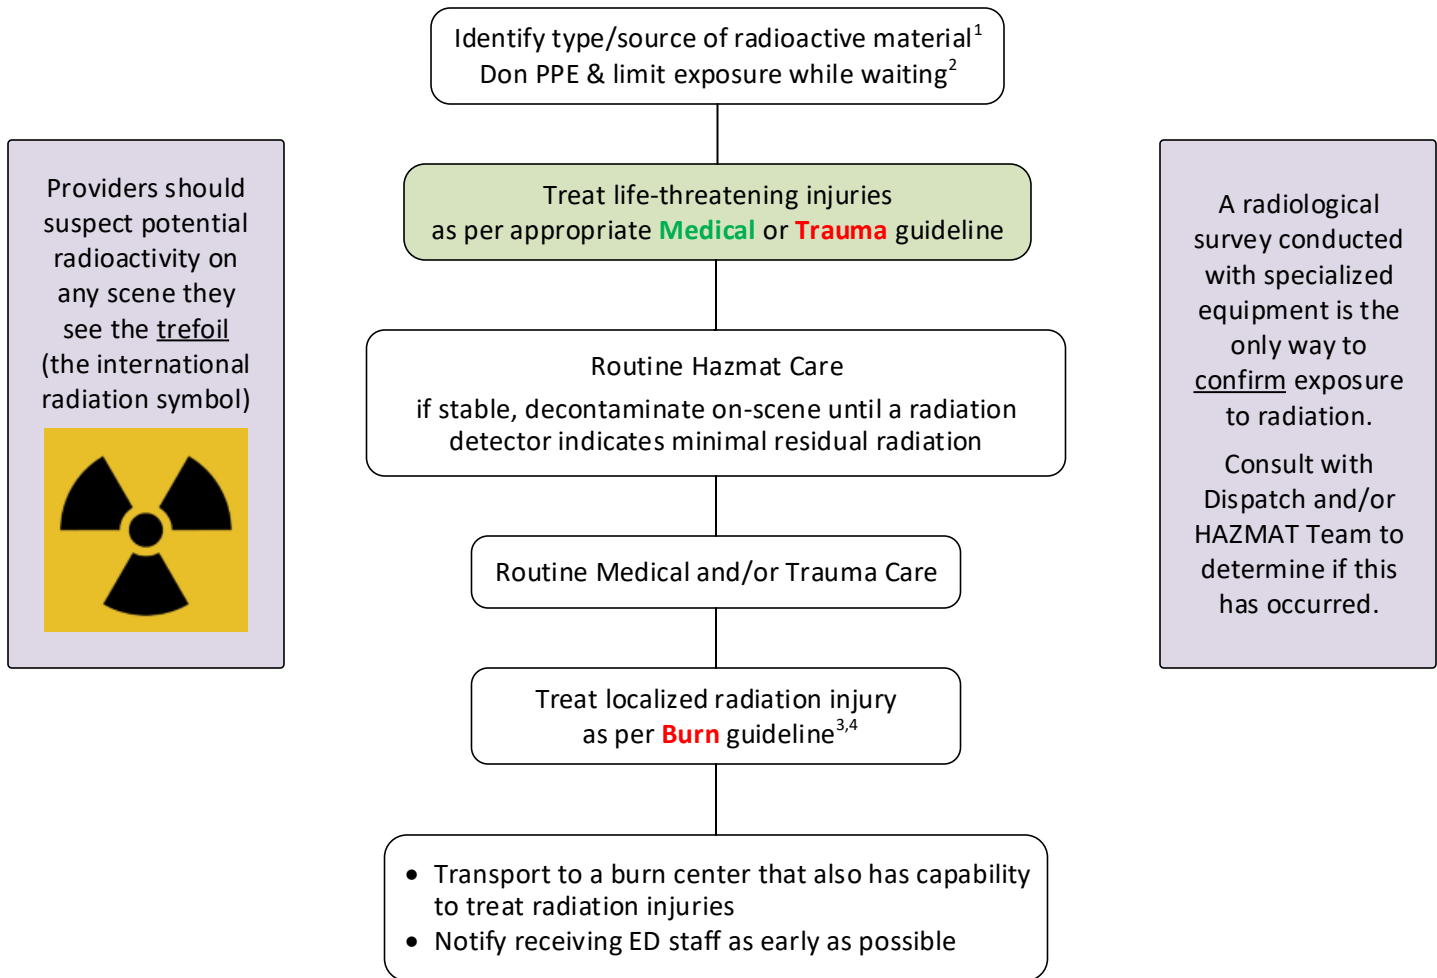 Identify type/source of radioactive material¹
Don PPE & limit exposure while waiting²
Providers should
suspect potential
radioactivity on
any scene they
see the trefoil
(the international
radiation symbol)
Treat life-threatening injuries
as per appropriate Medical or Trauma guideline
A radiological
survey conducted
with specialized
equipment is the
only way to
confirm exposure
to radiation.
Consult with
Dispatch and/or
HAZMAT Team to
determine if this
has occurred.
Routine Hazmat Care
if stable, decontaminate on-scene until a radiation
detector indicates minimal residual radiation
Routine Medical and/or Trauma Care
Treat localized radiation injury
as per Burn guideline³,⁴
• Transport to a burn center that also has capability
to treat radiation injuries
• Notify receiving ED staff as early as possible